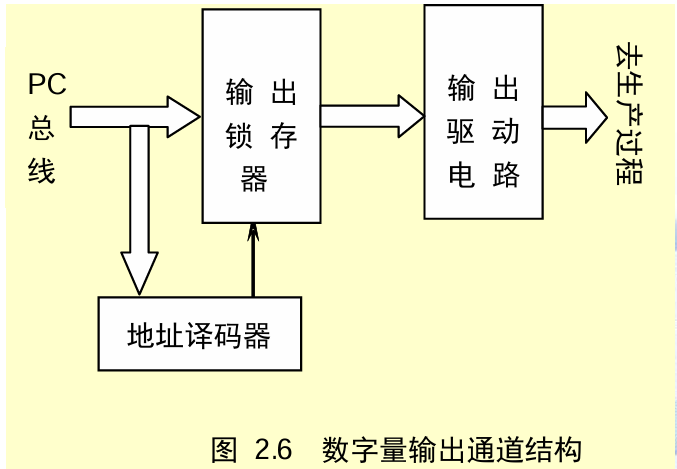 PC
总
线
输 出
锁 存
器
输 出
驱 动
电 路
去生产过程
地址译码器
图 2.6 数字量输出通道结构